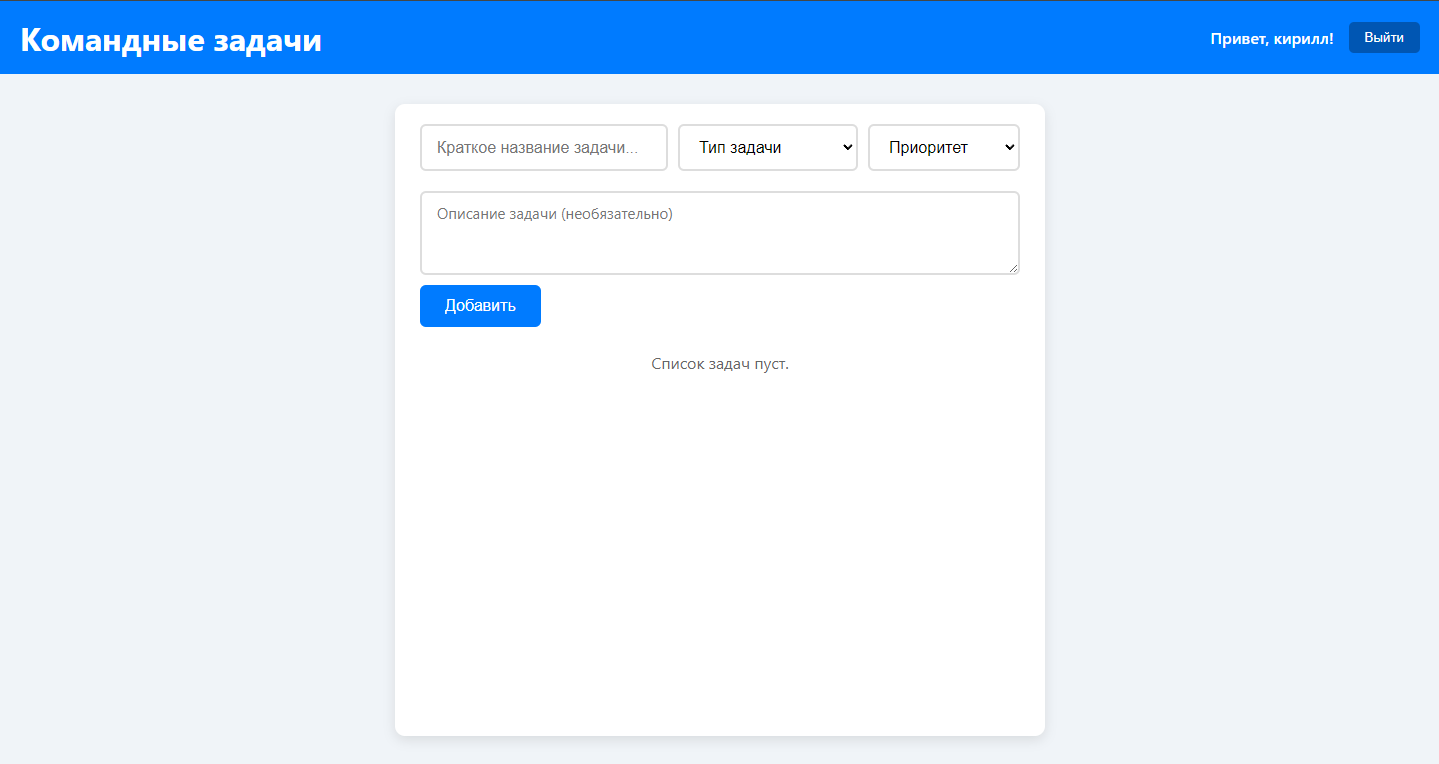 Командные задачи
Привет, кирилл!
Выйти
Краткое название задачи...
Тип задачи
Приоритет
Описание задачи (необязательно)
Добавить
Список задач пуст.